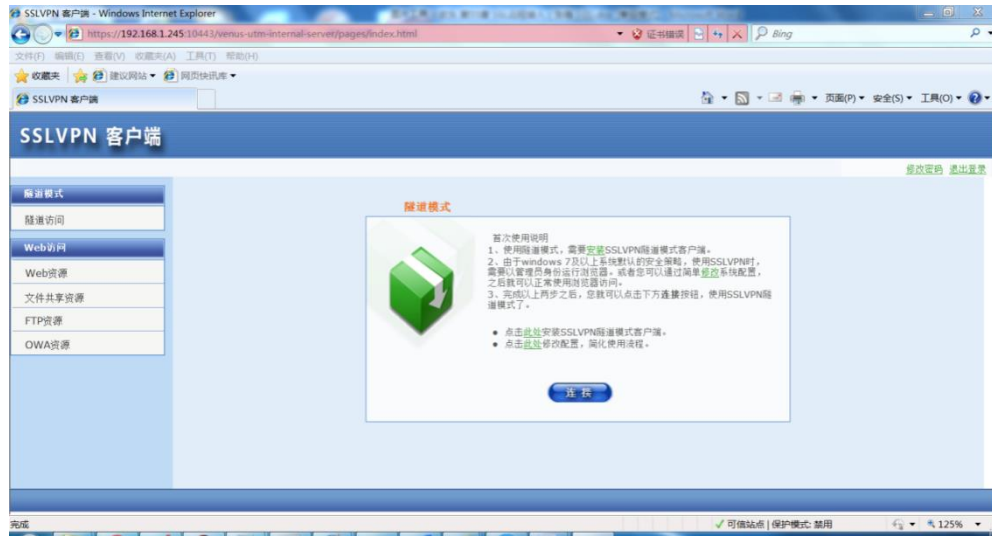 SSLVPN 客户端 - Windows Internet Explorer
https://192.168.1.245:10443/venus-utm-internal-server/pages/index.html
证书错误
Bing
文件(F) 编辑(E) 查看(V) 收藏夹(A) 工具(T) 帮助(H)
收藏夹
建议网站
网页快讯库
SSLVPN 客户端
页面(P)
安全(S)
工具(O)
SSLVPN 客户端
修改密码 退出登录
隧道模式
隧道访问
Web访问
Web资源
文件共享资源
FTP资源
OWA资源
隧道模式
首次使用说明
1、使用隧道模式，需要安装SSLVPN隧道模式客户端。
2、由于windows 7及以上系统默认的安全策略，使用SSLVPN时，
需要以管理员身份运行浏览器。或者您可以通过简单修改系统配置，
之后就可以正常使用浏览器访问。
3、完成以上两步之后，您就可以点击下方连接按钮，使用SSLVPN隧
道模式了。
• 点击此处安装SSLVPN隧道模式客户端。
• 点击此处修改配置，简化使用流程。
连 接
完成
可信站点 | 保护模式: 禁用
125%